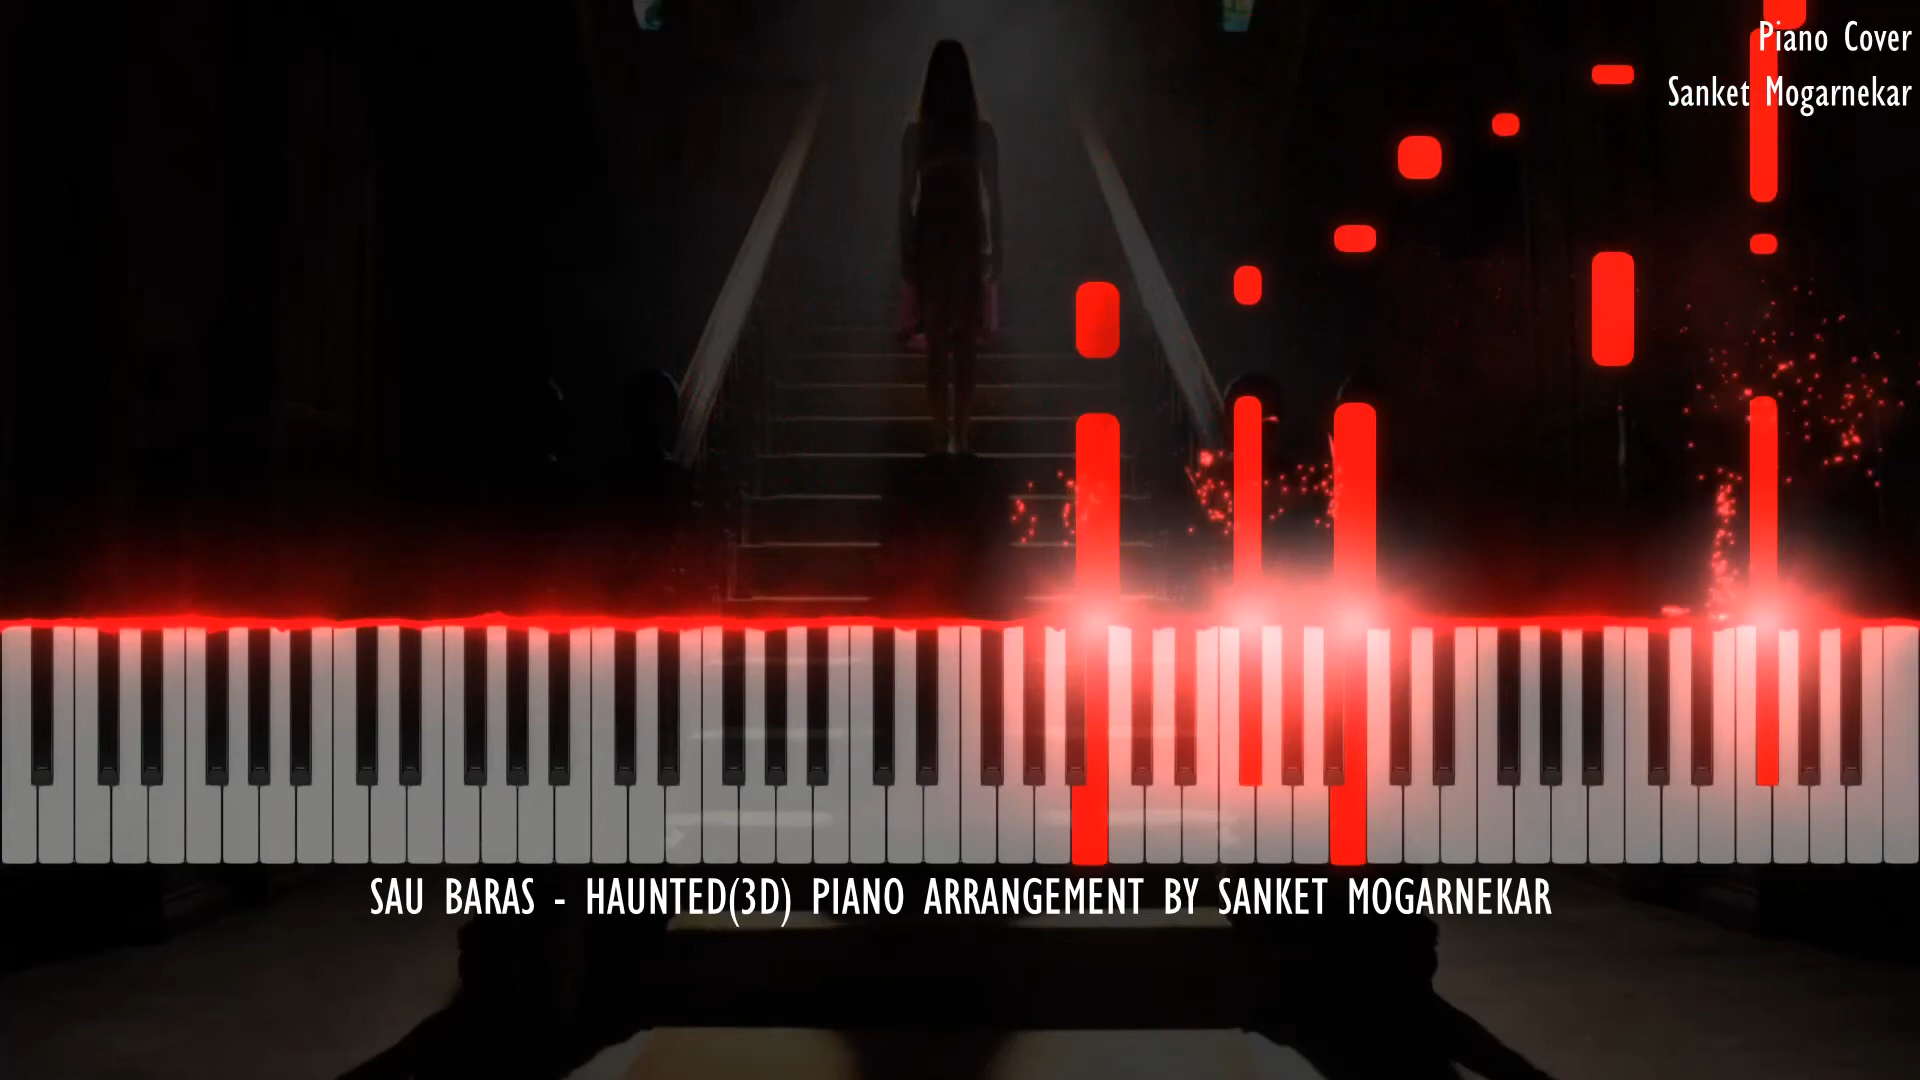 Piano Cover
Sanket Mogarnekar
SAU BARAS - HAUNTED(3D) PIANO ARRANGEMENT BY SANKET MOGARNEKAR